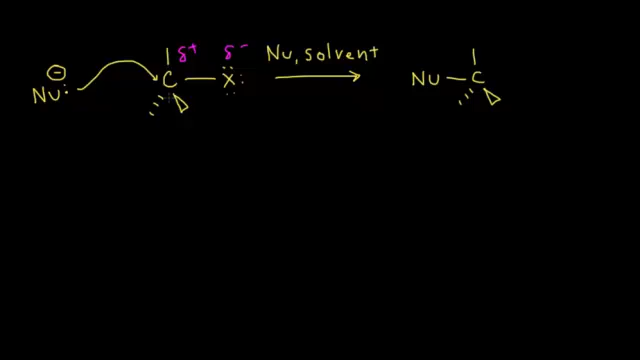 δ+ δ- Nu, solvent
Nu: ⊖ C — X: Nu — C